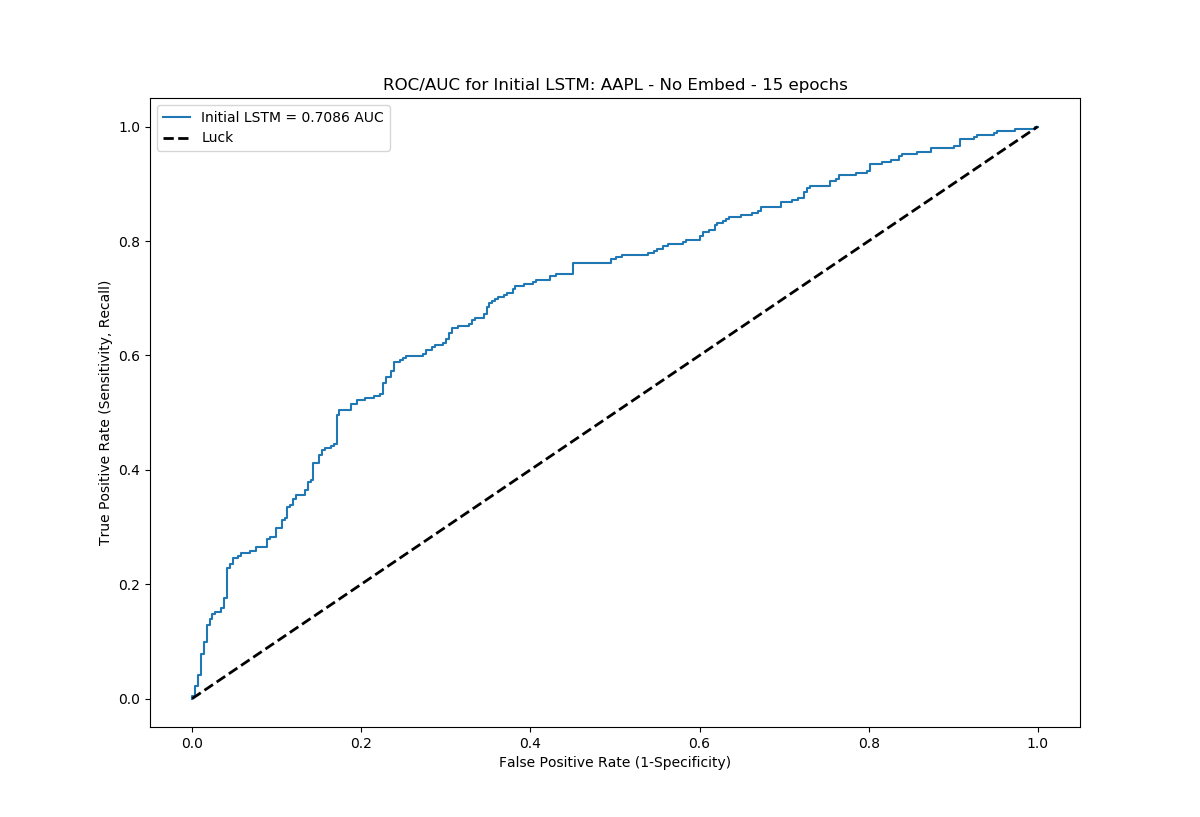 ROC/AUC for Initial LSTM: AAPL - No Embed - 15 epochs
Initial LSTM = 0.7086 AUC
Luck
True Positive Rate (Sensitivity, Recall)
1.0
0.8
0.6
0.4
0.2
0.0
0.0 0.2 0.4 0.6 0.8 1.0
False Positive Rate (1-Specificity)